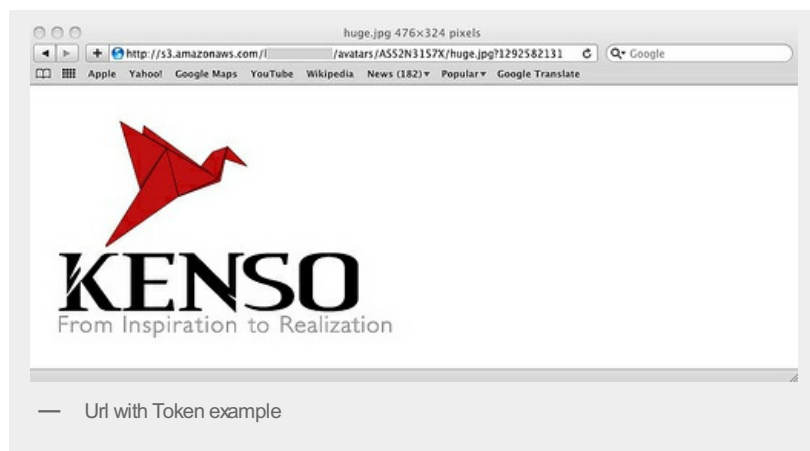 huge.jpg 476×324 pixels
http://s3.amazonaws.com/l /avatars/A552N3157X/huge.jpg?1292582131
Google
Apple Yahoo! Google Maps YouTube Wikipedia News (182) Popular Google Translate
KENSO
From Inspiration to Realization
— Url with Token example